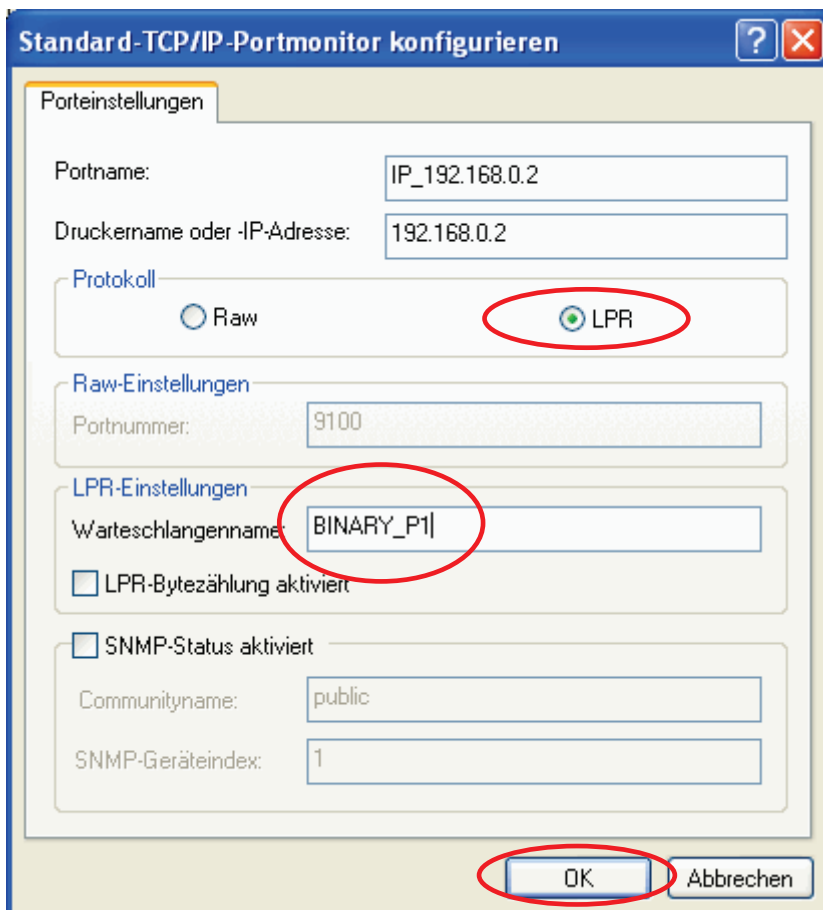 Standard-TCP/IP-Portmonitor konfigurieren
Porteinstellungen
Portname: IP_192.168.0.2
Druckername oder -IP-Adresse: 192.168.0.2
Protokoll
Raw LPR
Raw-Einstellungen
Portnummer: 9100
LPR-Einstellungen
Warteschlangenname: BINARY_P1
LPR-Bytezählung aktiviert
SNMP-Status aktiviert
Communityname: public
SNMP-Geräteindex: 1
OK Abbrechen